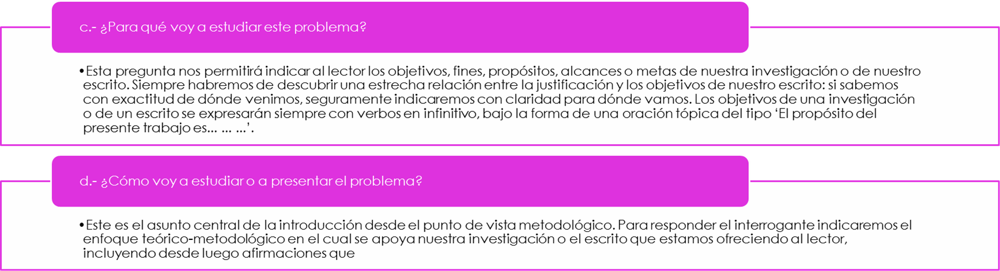 c.- ¿Para qué voy a estudiar este problema?
•Esta pregunta nos permitirá indicar al lector los objetivos, fines, propósitos, alcances o metas de nuestra investigación o de nuestro
escrito. Siempre habremos de descubrir una estrecha relación entre la justificación y los objetivos de nuestro escrito: si sabemos
con exactitud de dónde venimos, seguramente indicaremos con claridad para dónde vamos. Los objetivos de una investigación
o de un escrito se expresarán siempre con verbos en infinitivo, bajo la forma de una oración tópica del tipo ‘El propósito del
presente trabajo es... ... ...’.
d.- ¿Cómo voy a estudiar o a presentar el problema?
•Este es el asunto central de la introducción desde el punto de vista metodológico. Para responder el interrogante indicaremos el
enfoque teórico-metodológico en el cual se apoya nuestra investigación o el escrito que estamos ofreciendo al lector,
incluyendo desde luego afirmaciones que